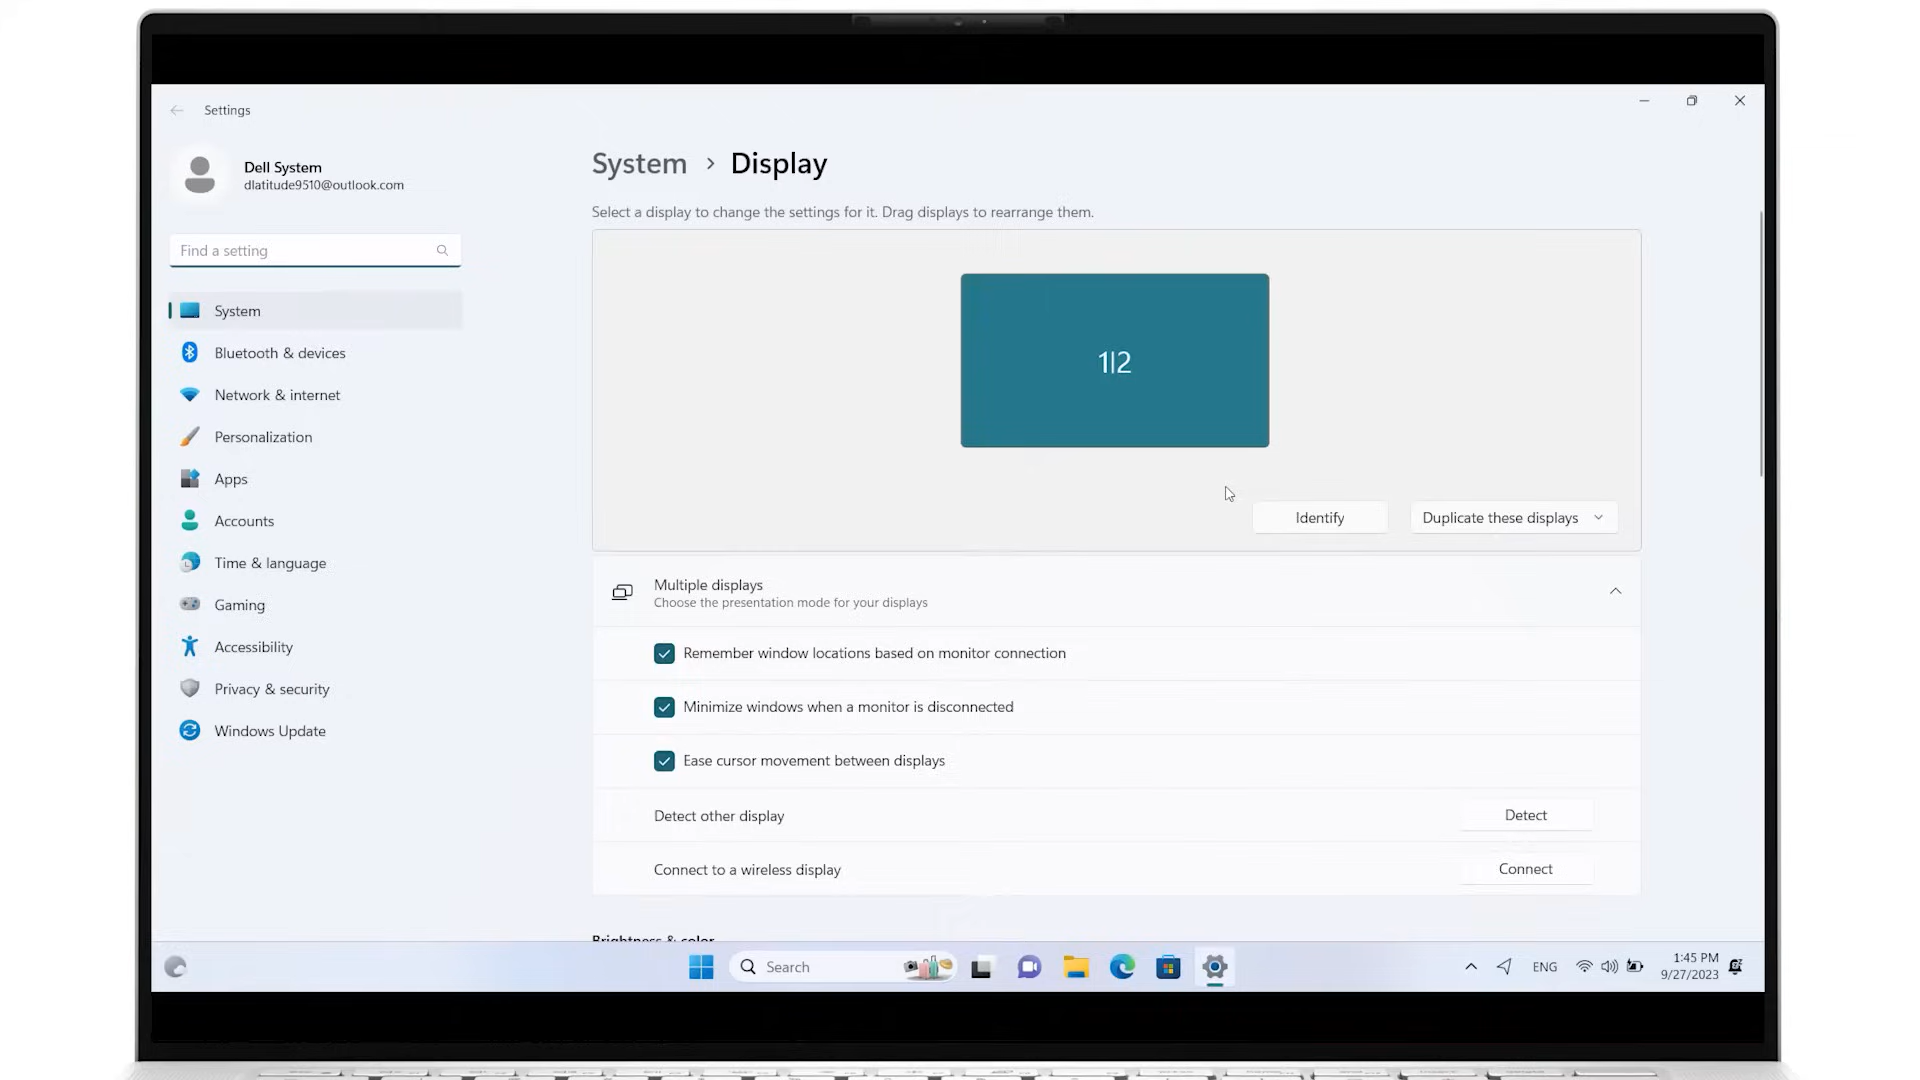 Settings
Dell System
dlatitude9510@outlook.com
Find a setting
System
Bluetooth & devices
Network & internet
Personalization
Apps
Accounts
Time & language
Gaming
Accessibility
Privacy & security
Windows Update
System > Display
Select a display to change the settings for it. Drag displays to rearrange them.
1|2
Identify
Duplicate these displays
Multiple displays
Choose the presentation mode for your displays
Remember window locations based on monitor connection
Minimize windows when a monitor is disconnected
Ease cursor movement between displays
Detect other display
Detect
Connect to a wireless display
Connect
Brightness & color
Search
ENG
1:45 PM
9/27/2023